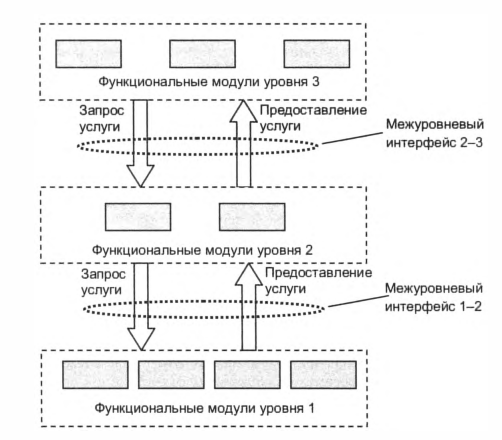 Функциональные модули уровня 3
Запрос
услуги
Предоставление
услуги
Межуровневый
интерфейс 2–3
Функциональные модули уровня 2
Запрос
услуги
Предоставление
услуги
Межуровневый
интерфейс 1–2
Функциональные модули уровня 1